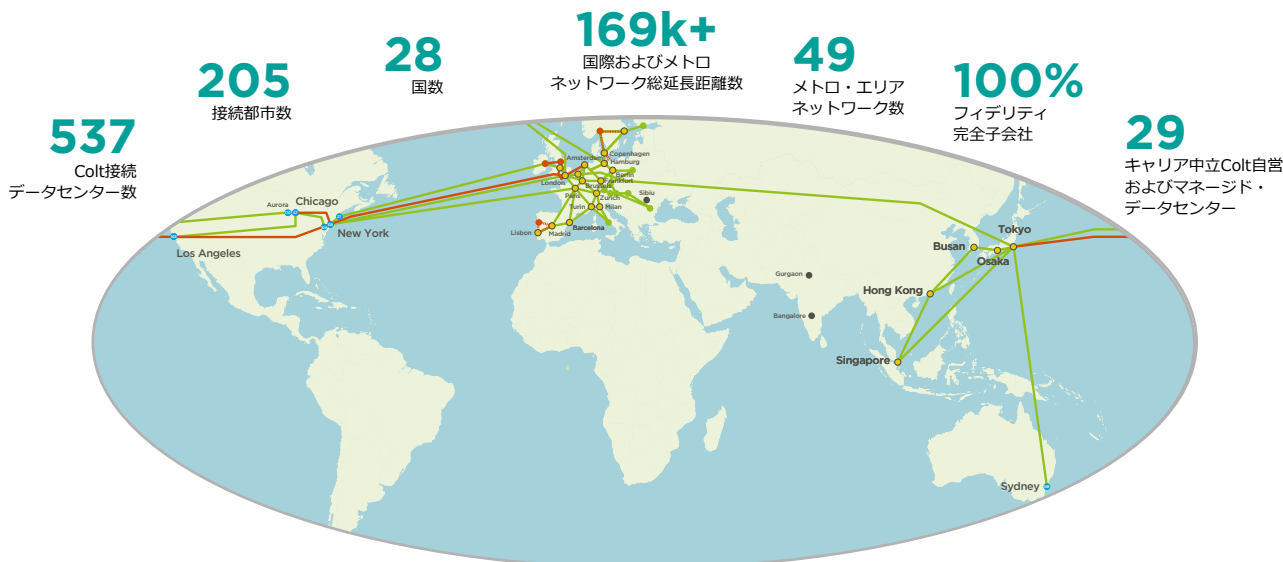 537
Colt接続
データセンター数
205
接続都市数
28
国数
169k+
国際およびメトロ
ネットワーク総延長距離数
49
メトロ・エリア
ネットワーク数
100%
フィデリティ
完全子会社
29
キャリア中立Colt自営
およびマネージド・
データセンター
Aurora
Chicago
New York
Los Angeles
Copenhagen
Hamburg
Amsterdam
Berlin
London
Frankfurt
Brussels
Paris
Zurich
Sibiu
Turin
Milan
Lisbon
Madrid
Barcelona
Tokyo
Busan
Osaka
Gurgaon
Hong Kong
Bangalore
Singapore
Sydney